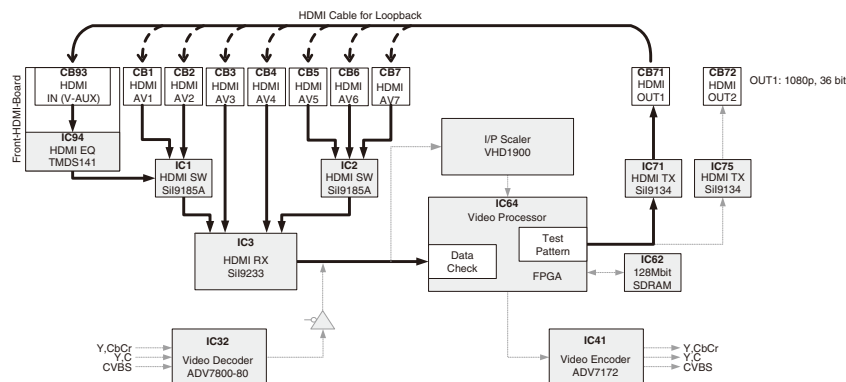 HDMI Cable for Loopback
Front-HDMI-Board
CB93
HDMI
IN (V-AUX)
CB1
HDMI
AV1
CB2
HDMI
AV2
CB3
HDMI
AV3
CB4
HDMI
AV4
CB5
HDMI
AV5
CB6
HDMI
AV6
CB7
HDMI
AV7
CB71
HDMI
OUT1
CB72
HDMI
OUT2
OUT1: 1080p, 36 bit
IC94
HDMI EQ
TMDS141
IC1
HDMI SW
SiI9185A
IC2
HDMI SW
SiI9185A
I/P Scaler
VHD1900
IC71
HDMI TX
SiI9134
IC75
HDMI TX
SiI9134
IC3
HDMI RX
SiI9233
IC64
Video Processor
Data
Check
Test
Pattern
FPGA
IC62
128Mbit
SDRAM
Y,CbCr
Y,C
CVBS
IC32
Video Decoder
ADV7800-80
IC41
Video Encoder
ADV7172
Y,CbCr
Y,C
CVBS